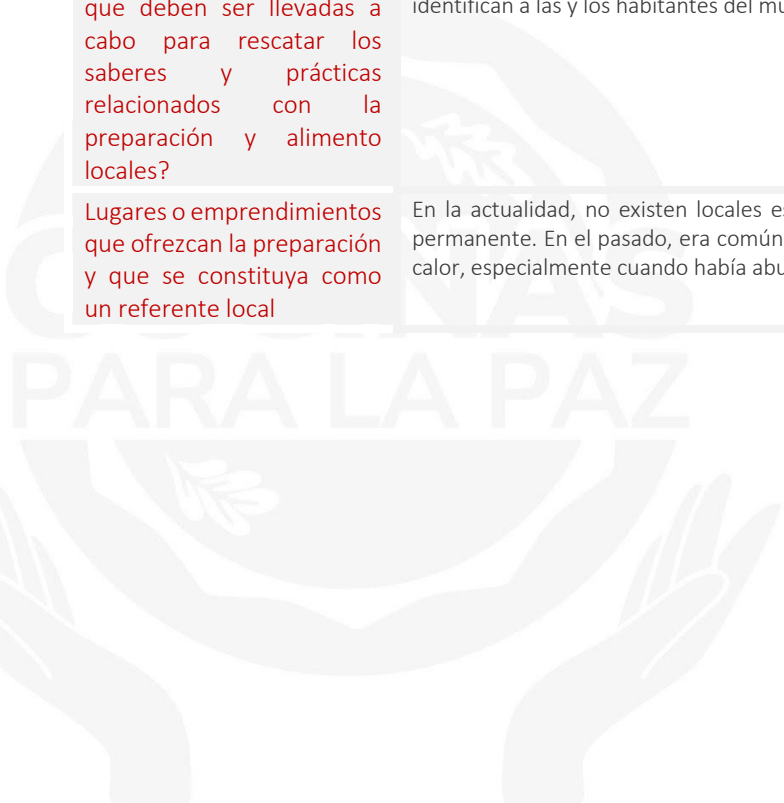 que deben ser llevadas a
cabo para rescatar los
saberes y prácticas
relacionados con la
preparación y alimento
locales?
identifican a las y los habitantes del
Lugares o emprendimientos
que ofrezcan la preparación
y que se constituya como
un referente local
En la actualidad, no existen locales
permanente. En el pasado, era común
calor, especialmente cuando había
COCINAS
PARA LA PAZ